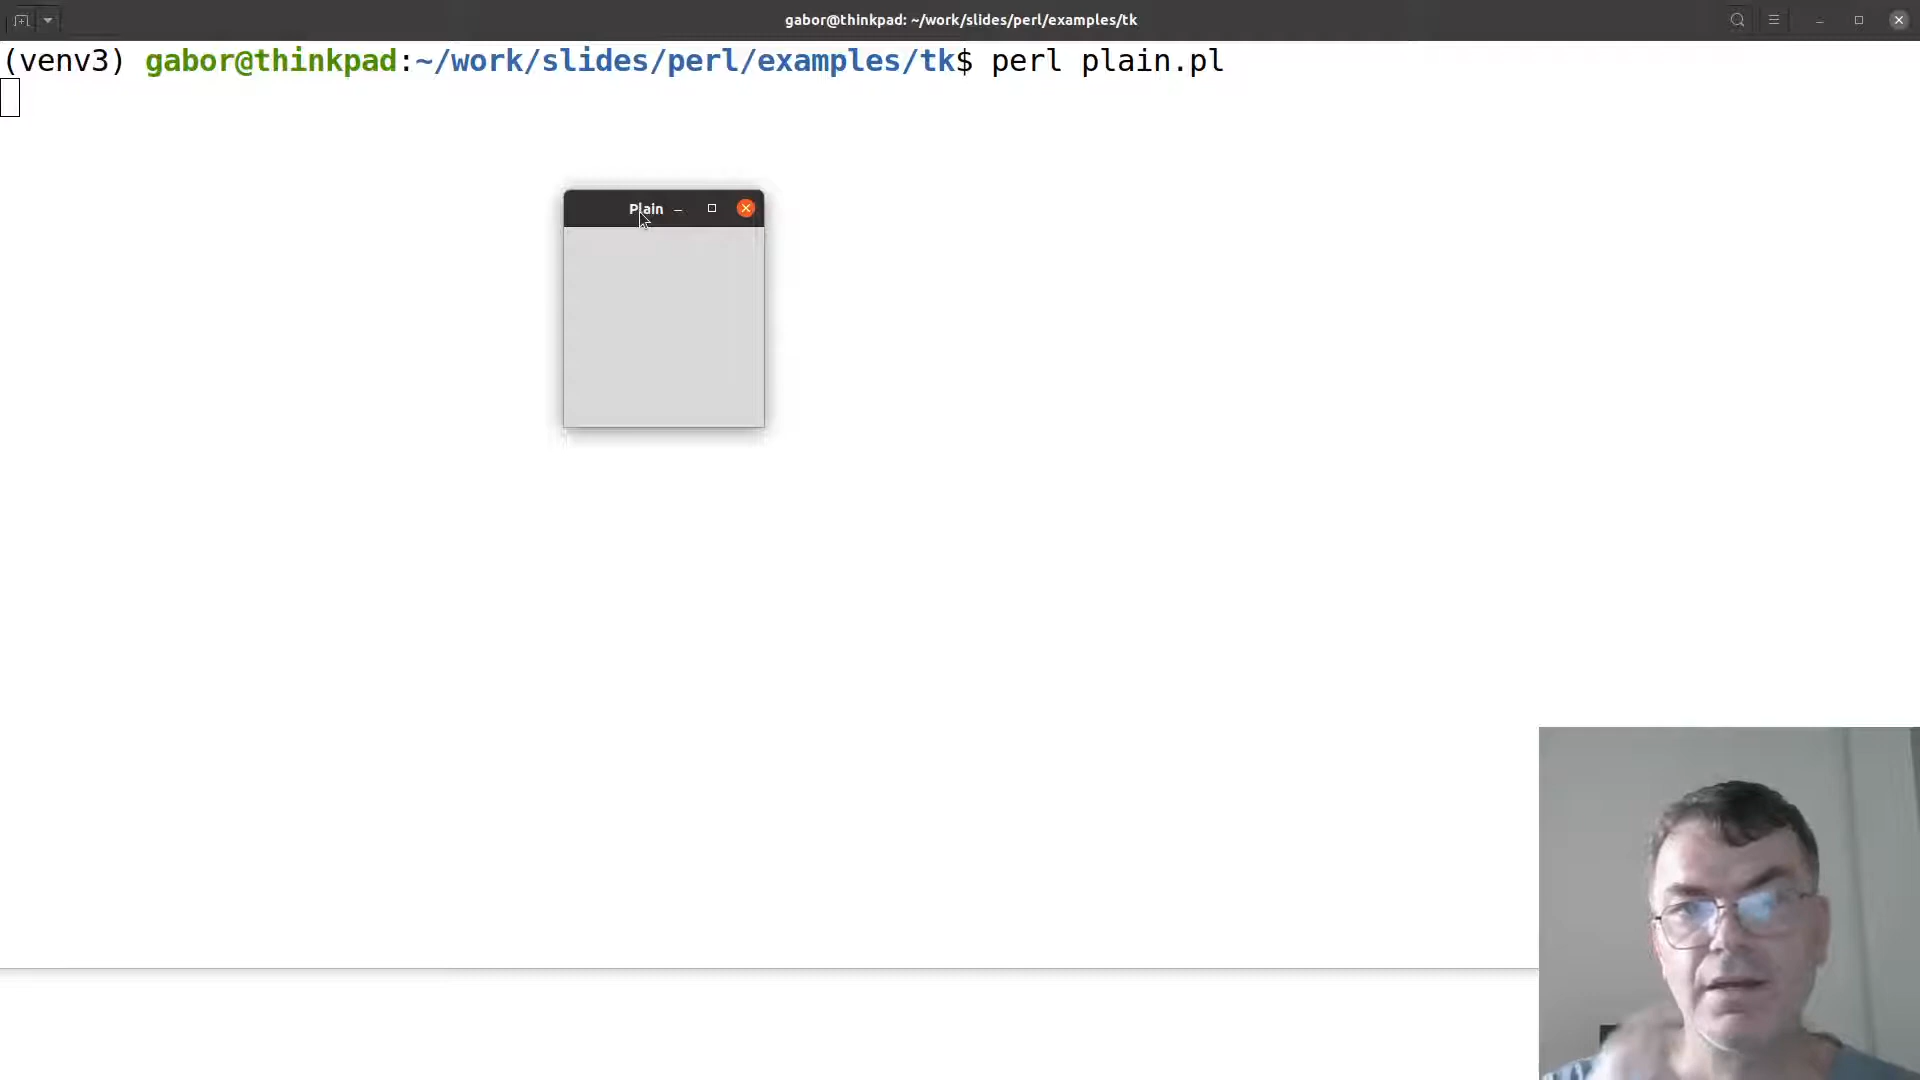 gabor@thinkpad: ~/work/slides/perl/examples/tk
(venv3) gabor@thinkpad:~/work/slides/perl/examples/tk$ perl plain.pl
Plain